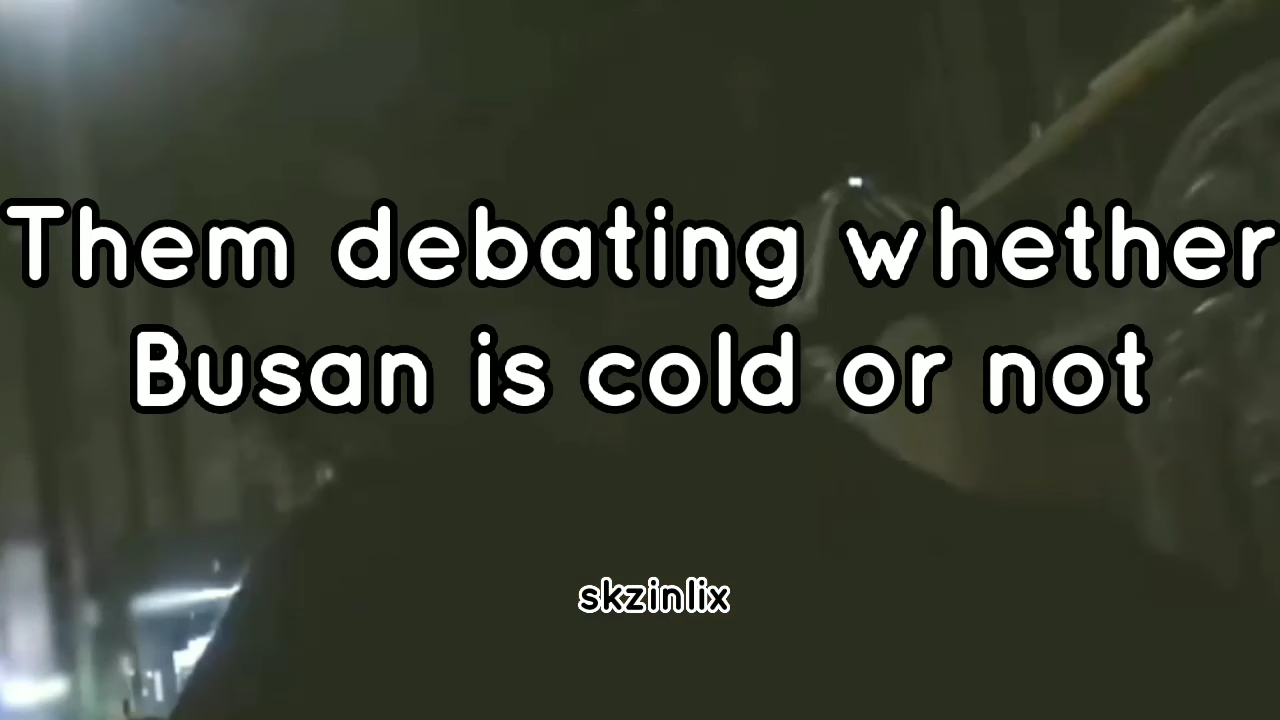 Them debating whether
Busan is cold or not
skzinlix